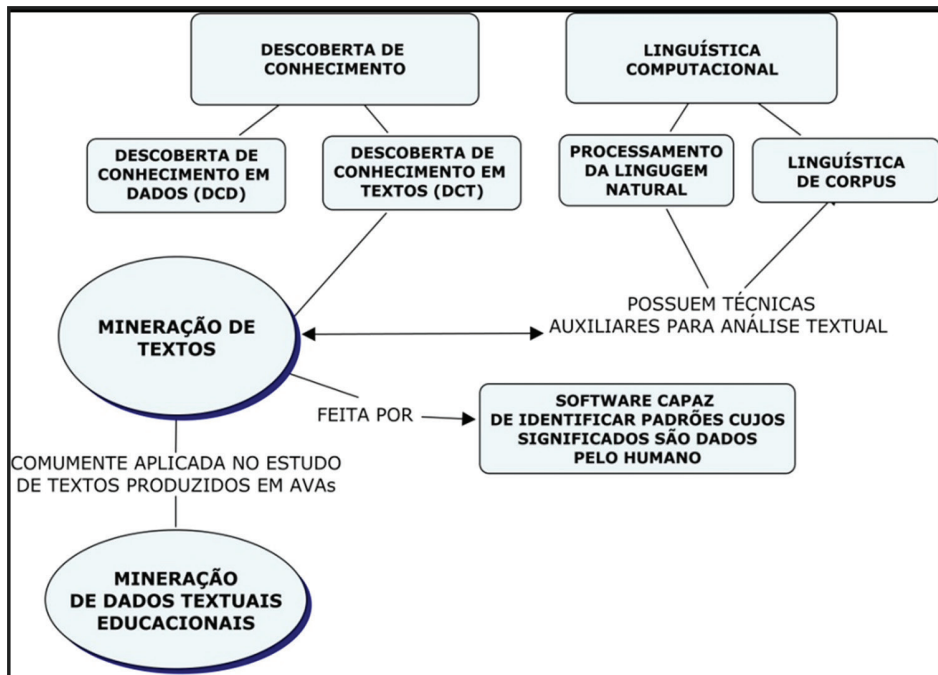 DESCOBERTA DE
CONHECIMENTO
LINGUÍSTICA
COMPUTACIONAL
DESCOBERTA DE
CONHECIMENTO EM
DADOS (DCD)
DESCOBERTA DE
CONHECIMENTO EM
TEXTOS (DCT)
PROCESSAMENTO
DA LINGUGEM
NATURAL
LINGUÍSTICA
DE CORPUS
MINERAÇÃO DE
TEXTOS
POSSUEM TÉCNICAS
AUXILIARES PARA ANÁLISE TEXTUAL
FEITA POR
SOFTWARE CAPAZ
DE IDENTIFICAR PADRÕES CUJOS
SIGNIFICADOS SÃO DADOS
PELO HUMANO
COMUMENTE APLICADA NO ESTUDO
DE TEXTOS PRODUZIDOS EM AVAs
MINERAÇÃO
DE DADOS TEXTUAIS
EDUCACIONAIS